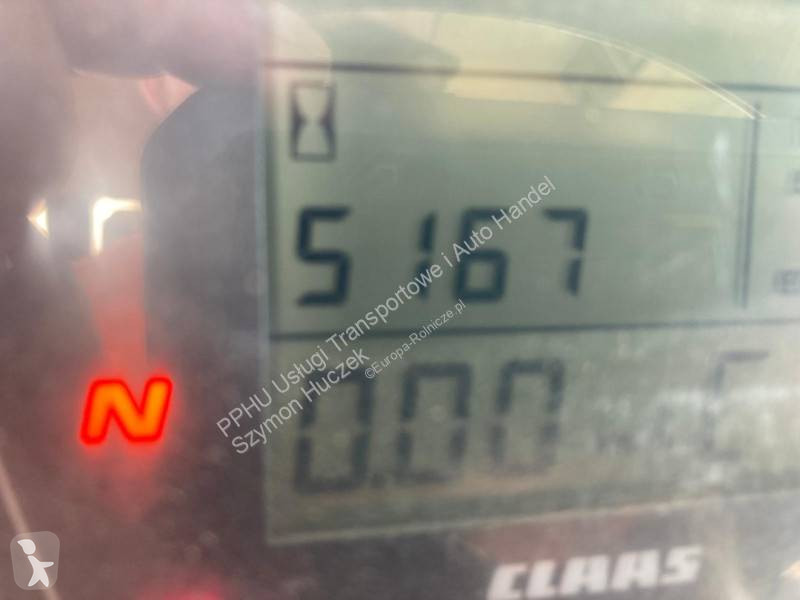 5167
PPHU Usługi Transportowe i Auto Handel
Szymon Huczek
©Europa-Rolnicze.pl
N
0.00
CLAAS